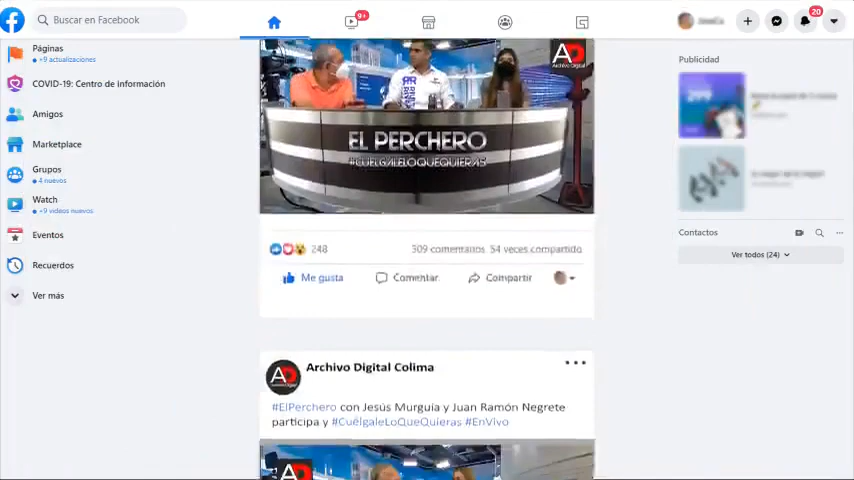 Buscar en Facebook
9+
20
Páginas
+9 actualizaciones
COVID-19: Centro de información
Amigos
Marketplace
Grupos
4 nuevos
Watch
+9 videos nuevos
Eventos
Recuerdos
Ver más
AD
Archivo Digital
EL PERCHERO
#CUELGALELOQUEQUIERAS
248
309 comentarios 54 veces compartido
Me gusta
Comentar
Compartir
AD
Archivo Digital Colima
#ElPerchero con Jesús Murguía y Juan Ramón Negrete
participa y #CuélgaleLoQueQuieras #EnVivo
AD
Publicidad
Contactos
Ver todos (24)